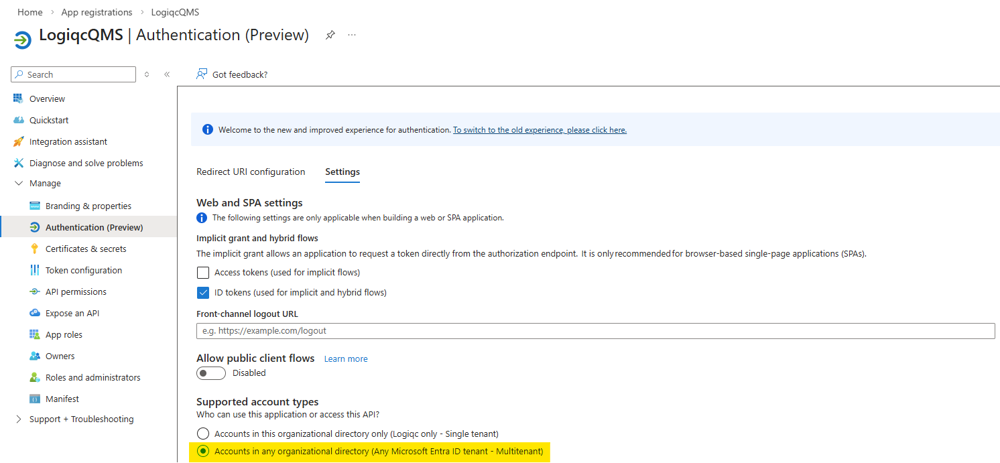 Home > App registrations > LogiqcQMS
LogiqcQMS | Authentication (Preview)
Search
Got feedback?
Overview
Quickstart
Integration assistant
Diagnose and solve problems
Manage
Branding & properties
Authentication (Preview)
Certificates & secrets
Token configuration
API permissions
Expose an API
App roles
Owners
Roles and administrators
Manifest
Support + Troubleshooting
Welcome to the new and improved experience for authentication. To switch to the old experience, please click here.
Redirect URI configuration
Settings
Web and SPA settings
The following settings are only applicable when building a web or SPA application.
Implicit grant and hybrid flows
The implicit grant allows an application to request a token directly from the authorization endpoint. It is only recommended for browser-based single-page applications (SPAs).
Access tokens (used for implicit flows)
ID tokens (used for implicit and hybrid flows)
Front-channel logout URL
e.g. https://example.com/logout
Allow public client flows Learn more
Disabled
Supported account types
Who can use this application or access this API?
Accounts in this organizational directory only (Logiqc only - Single tenant)
Accounts in any organizational directory (Any Microsoft Entra ID tenant - Multitenant)